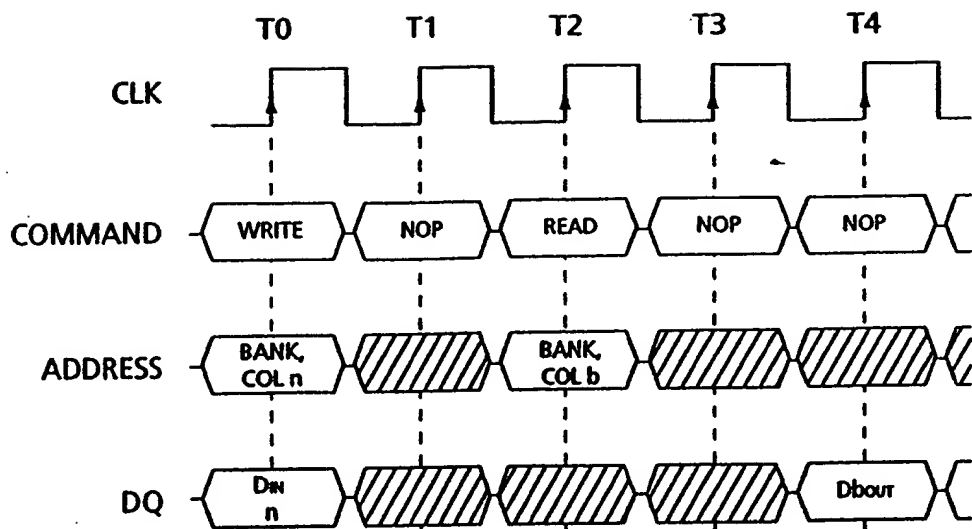 T0 T1 T2 T3 T4
CLK
COMMAND WRITE NOP READ NOP NOP
ADDRESS BANK, COL n BANK, COL b
DQ DIN n DbOUT